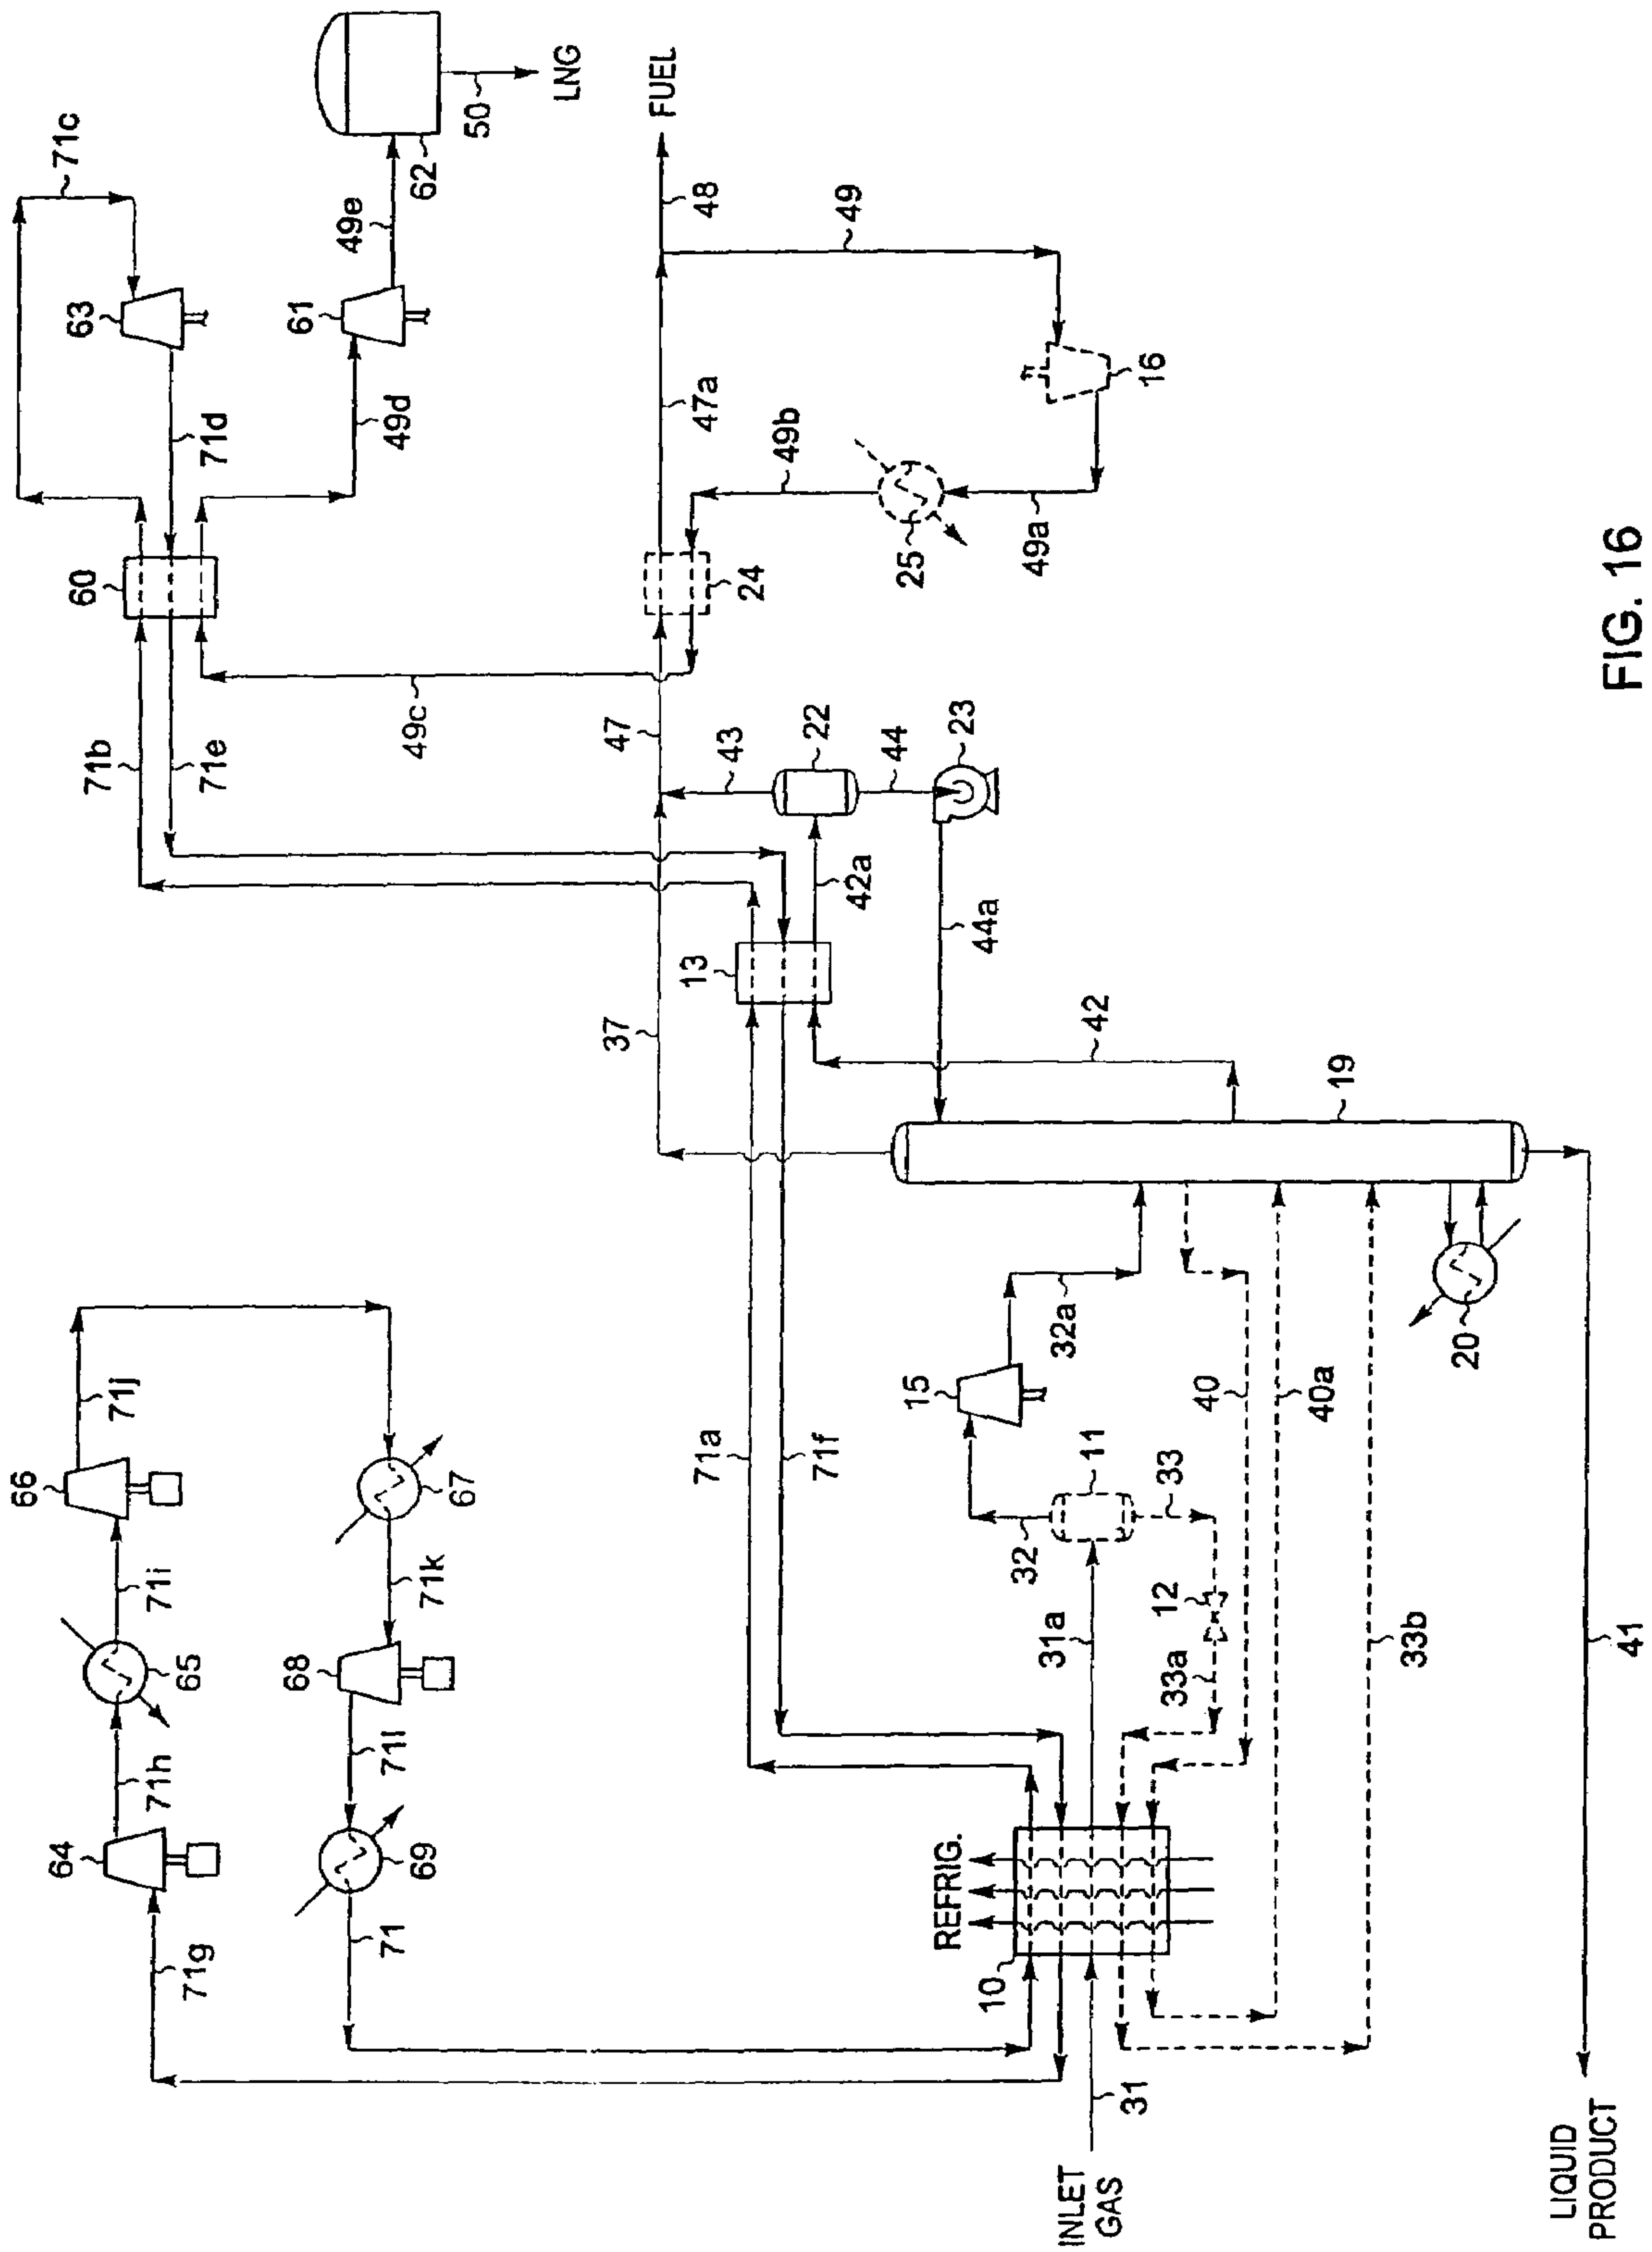 66
64
71c
63
60
71b
71j
71h
71i
65
71g
71e
71d
68
61
49e
71
71l
49d
69
71k
49c
62
67
50
LNG
37
47
FUEL
13
71a
47a
48
43
24
49b
71f
22
49
15
42a
44
25
REFRIG.
23
10
32
44a
49a
31a
11
32a
INLET
GAS
42
31
12
33
33a
40
16
40a
19
33b
20
LIQUID
PRODUCT
41
FIG. 16